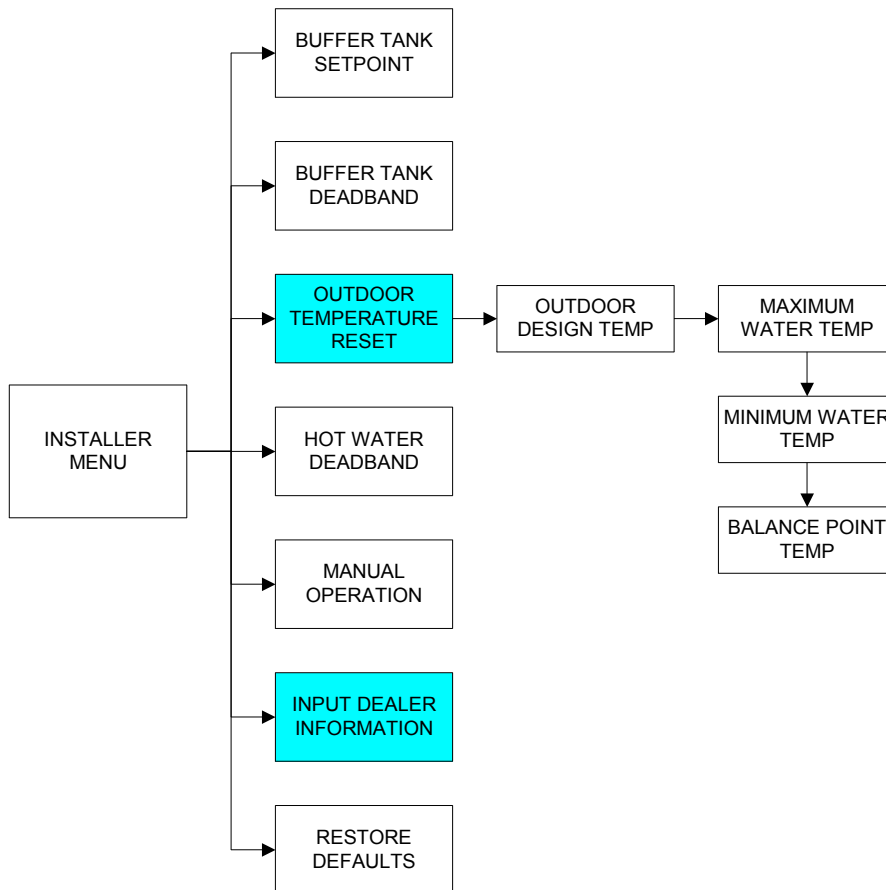 BUFFER TANK
SETPOINT
BUFFER TANK
DEADBAND
OUTDOOR
TEMPERATURE
RESET
OUTDOOR
DESIGN TEMP
MAXIMUM
WATER TEMP
MINIMUM WATER
TEMP
BALANCE POINT
TEMP
INSTALLER
MENU
HOT WATER
DEADBAND
MANUAL
OPERATION
INPUT DEALER
INFORMATION
RESTORE
DEFAULTS